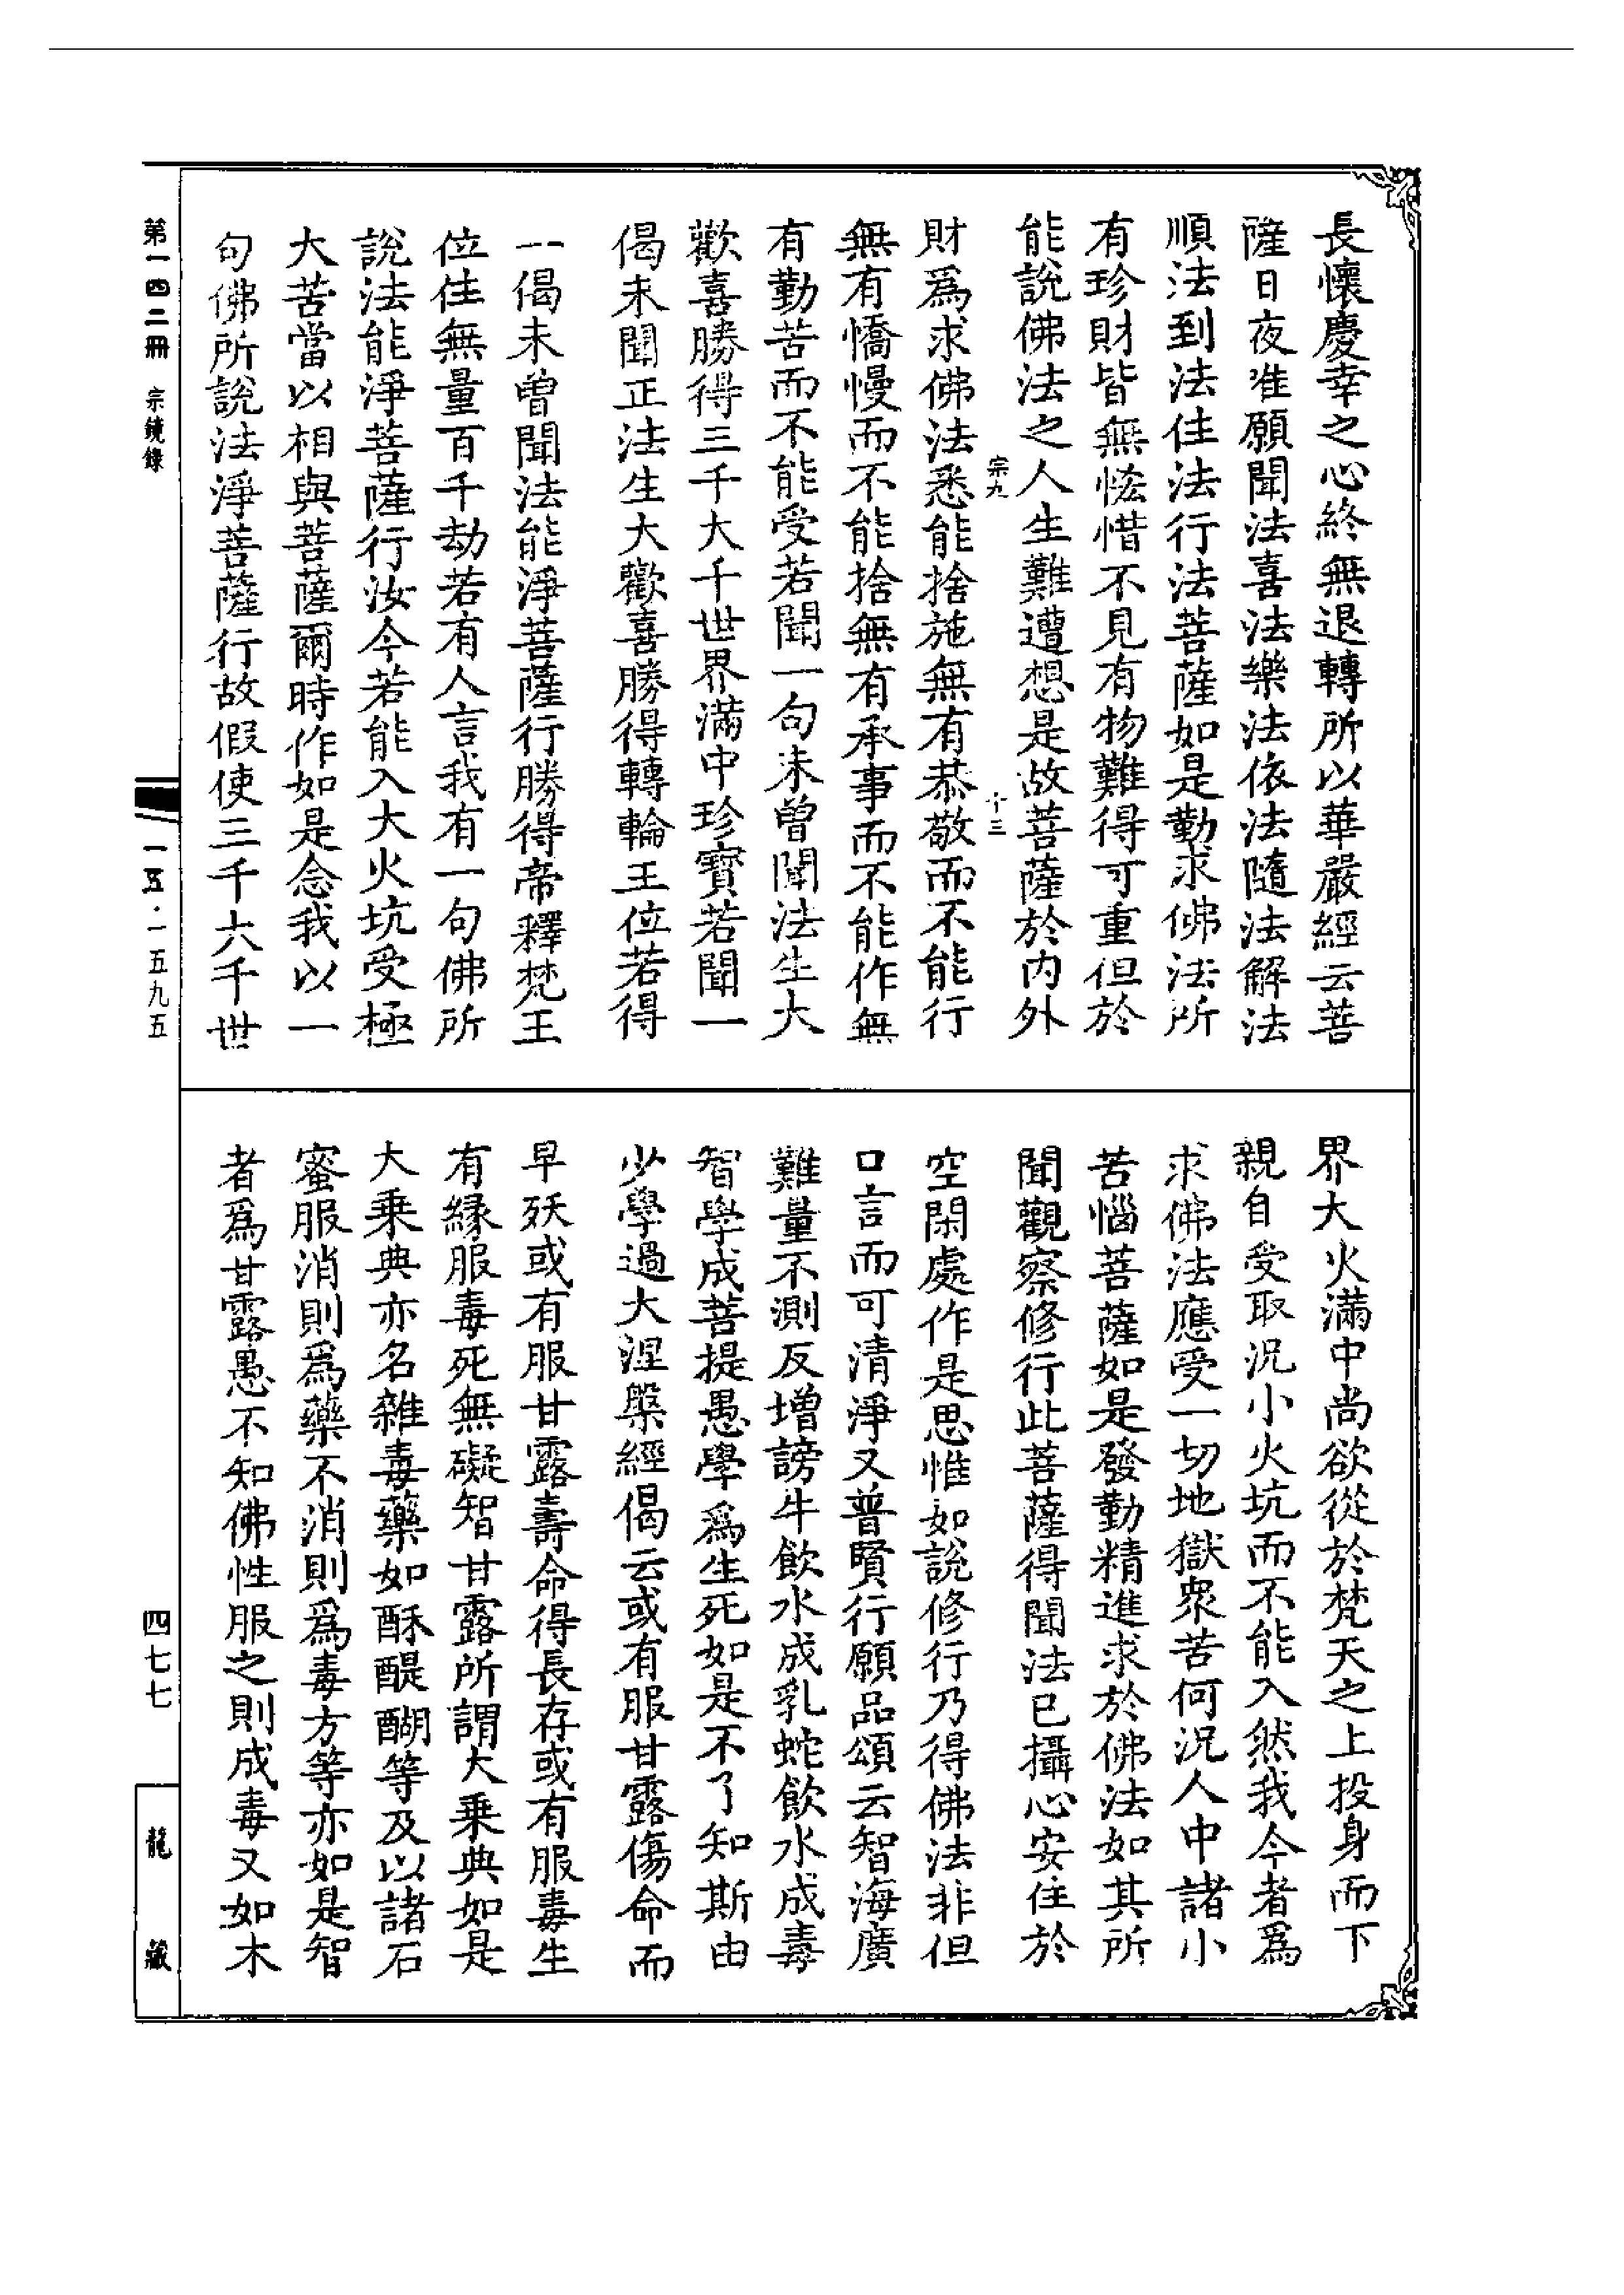 長懷慶幸之心終無退轉所以華嚴經云菩
薩日夜唯願聞法喜法樂法依法隨法解法
順法到法住法行法菩薩如是勤求佛法所
有珍財皆無悋惜不見有物難得可重但於
能說佛法之人生難遭想是故菩薩於內外
宗九 十三
財爲求佛法悉能捨施無有恭敬而不能行
無有憍慢而不能捨無有承事而不能作無
有勤苦而不能受若聞一句未曾聞法生大
歡喜勝得三千大千世界滿中珍寶若聞一
偈未聞正法生大歡喜勝得轉輪王位若得
一偈未曾聞法能淨菩薩行勝得帝釋梵王
位住無量百千劫若有人言我有一句佛所
說法能淨菩薩行汝今若能入大火坑受極
大苦當以相與菩薩爾時作如是念我以一
句佛所說法淨菩薩行故假使三千六千世
界大火滿中尚欲從於梵天之上投身而下
親自受取况小火坑而不能入然我今者爲
求佛法應受一切地獄衆苦何況人中諸小
苦惱菩薩如是發勤精進求於佛法如其所
聞觀察修行此菩薩得聞法已攝心安住於
空閑處作是思惟如說修行乃得佛法非但
口言而可清淨又普賢行願品頌云智海廣
難量不測反增謗牛飲水成乳蛇飲水成毒
智學成菩提愚學爲生死如是不了知斯由
少學過大涅槃經偈云或有服甘露傷命而
早殀或有服甘露壽命得長存或有服毒生
有緣服毒死無礙智甘露所謂大乘典如是
大乘典亦名雜毒藥如酥醍醐等及以諸石
蜜服消則爲藥不消則爲毒方等亦如是智
者爲甘露愚不知佛性服之則成毒又如木
第一四二冊 宗鏡錄
一五·一五九五
四七七
龍藏